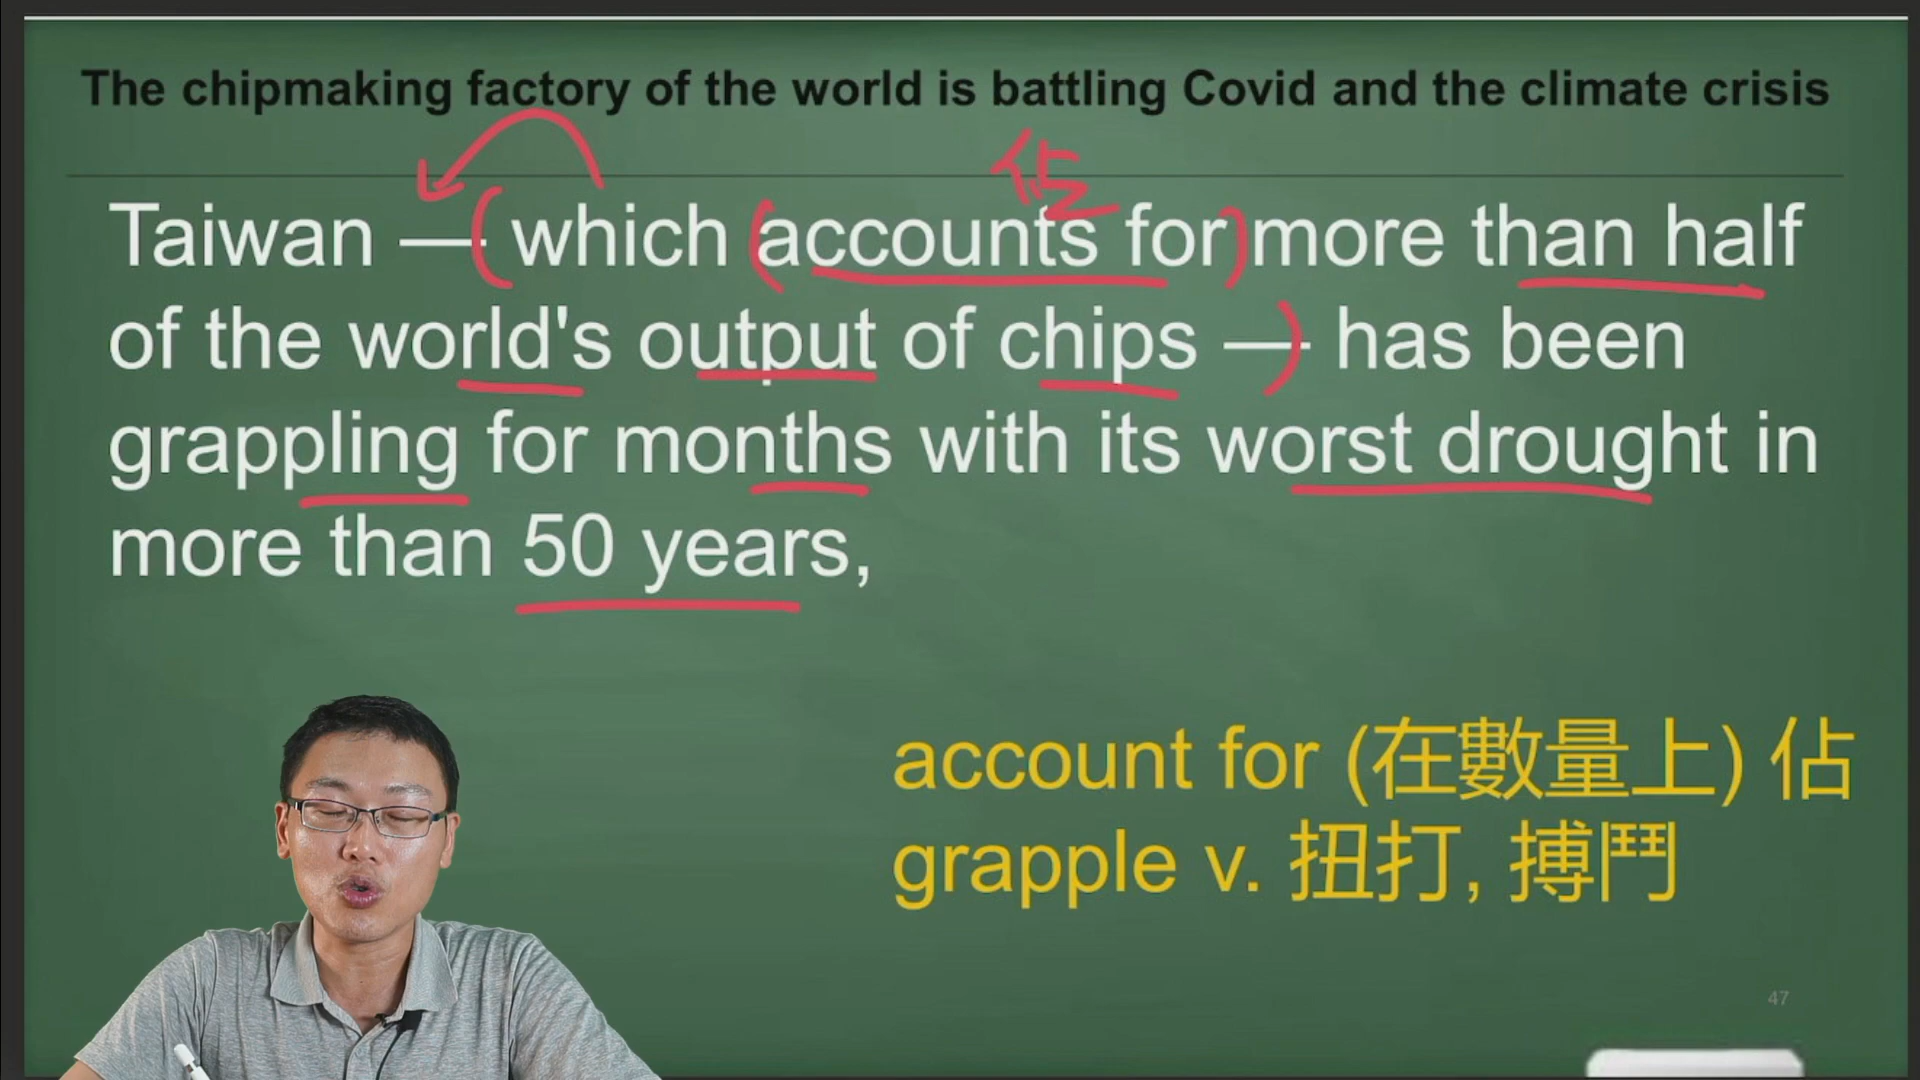 The chipmaking factory of the world is battling Covid and the climate crisis
佔
Taiwan — which accounts for more than half
of the world's output of chips — has been
grappling for months with its worst drought in
more than 50 years,
account for (在數量上) 佔
grapple v. 扭打, 搏鬥
47